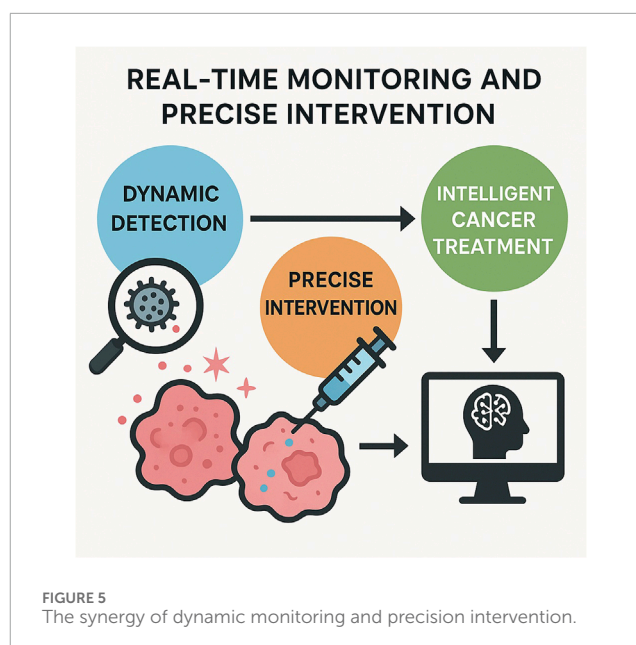 REAL-TIME MONITORING AND
PRECISE INTERVENTION
DYNAMIC
DETECTION
INTELLIGENT
CANCER
TREATMENT
PRECISE
INTERVENTION
FIGURE 5
The synergy of dynamic monitoring and precision intervention.